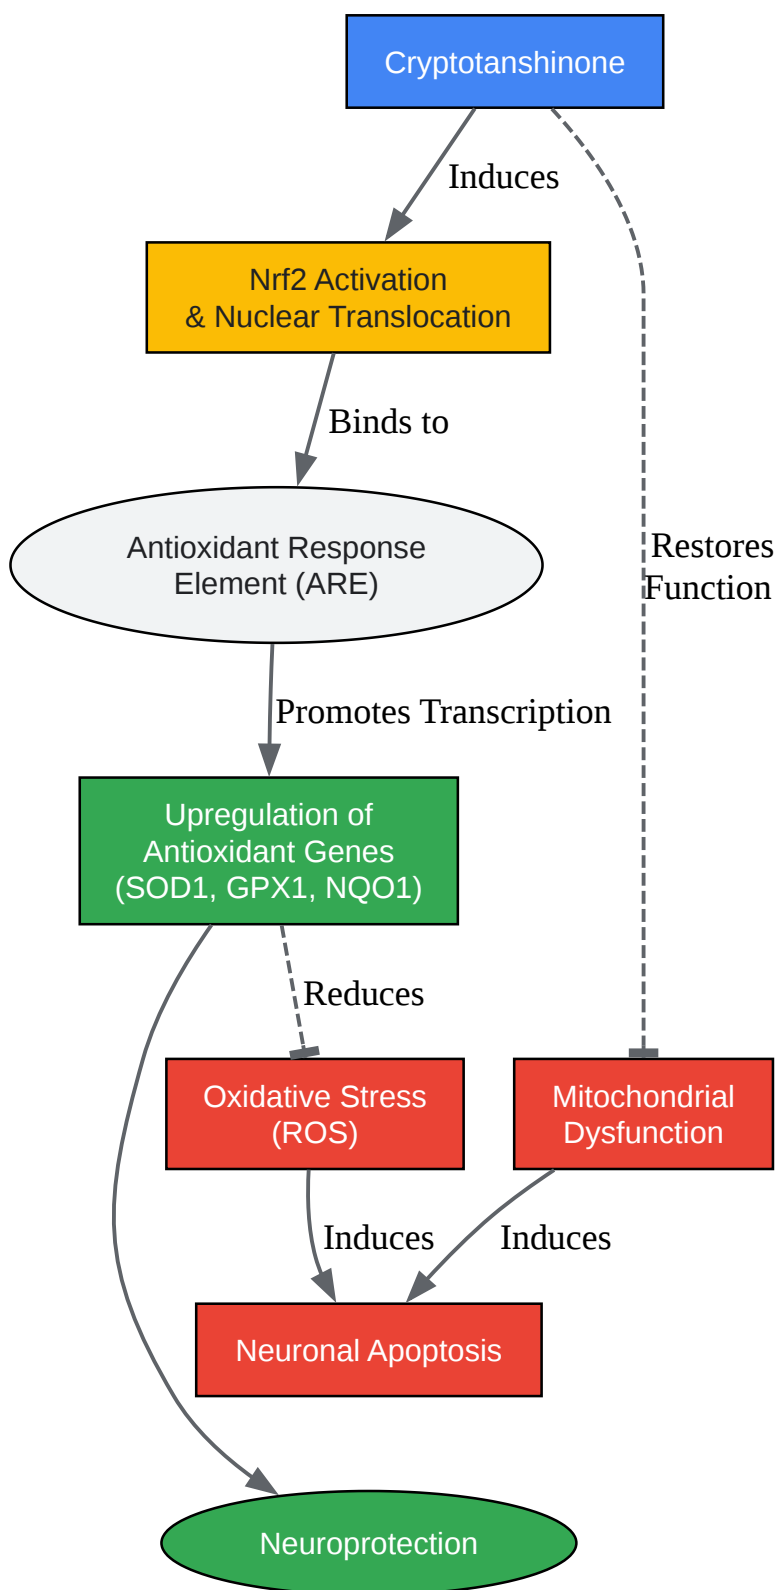 Cryptotanshinone
Induces
Nrf2 Activation
& Nuclear Translocation
Binds to
Antioxidant Response
Element (ARE)
Restores
Function
Promotes Transcription
Upregulation of
Antioxidant Genes
(SOD1, GPX1, NQO1)
Reduces
Oxidative Stress
(ROS)
Mitochondrial
Dysfunction
Induces
Induces
Neuronal Apoptosis
Neuroprotection